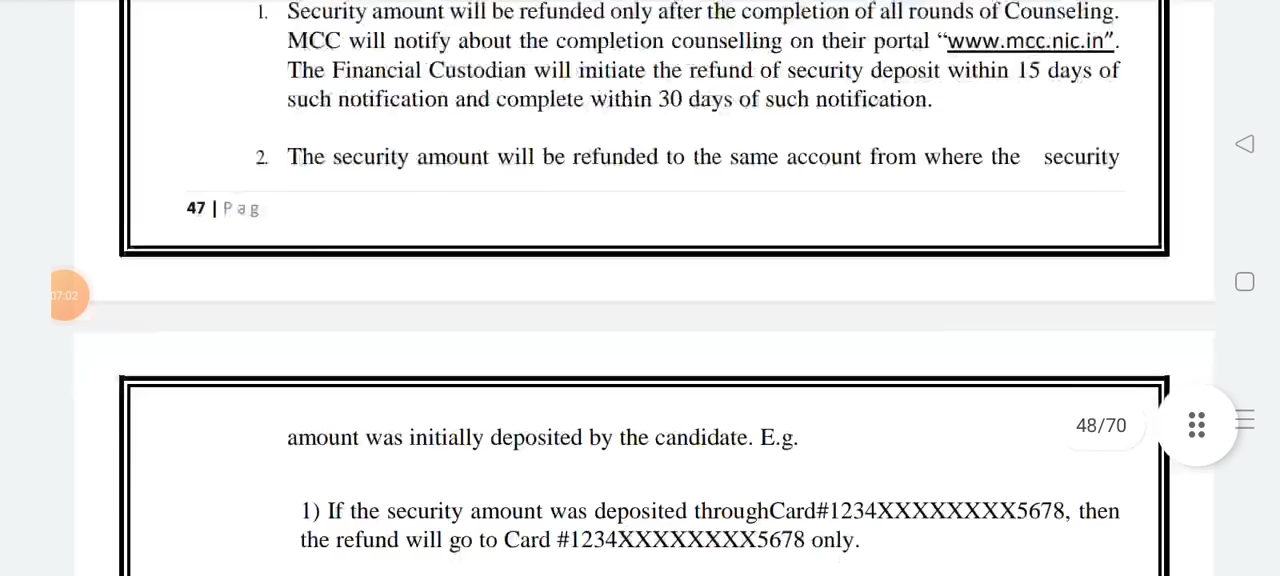 1. Security amount will be refunded only after the completion of all rounds of Counseling.
MCC will notify about the completion counselling on their portal “www.mcc.nic.in”.
The Financial Custodian will initiate the refund of security deposit within 15 days of
such notification and complete within 30 days of such notification.
2. The security amount will be refunded to the same account from where the security
47 | P a g
07:02
48/70
amount was initially deposited by the candidate. E.g.
1) If the security amount was deposited throughCard#1234XXXXXXXX5678, then
the refund will go to Card #1234XXXXXXXX5678 only.